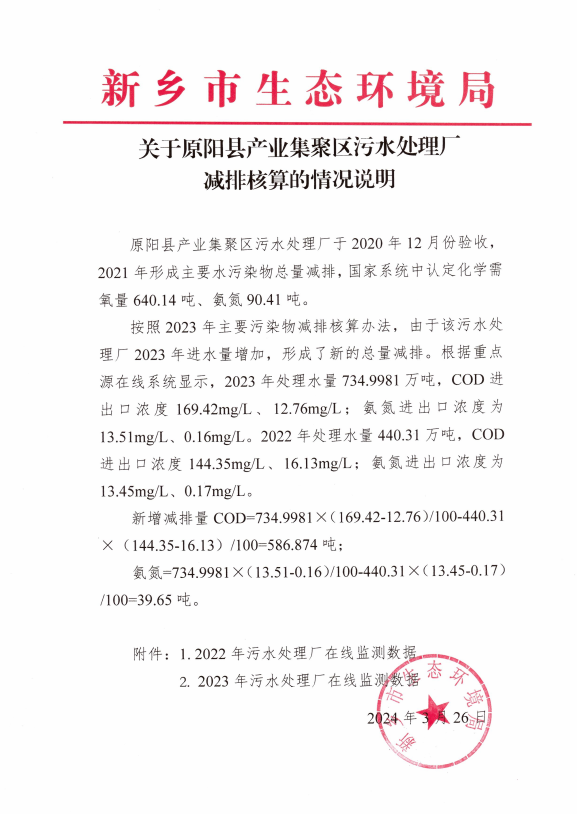 新乡市生态环境局
关于原阳县产业集聚区污水处理厂
减排核算的情况说明
原阳县产业集聚区污水处理厂于 2020 年 12 月份验收，
2021 年形成主要水污染物总量减排，国家系统中认定化学需
氧量 640.14 吨、氨氮 90.41 吨。
按照 2023 年主要污染物减排核算办法，由于该污水处
理厂 2023 年进水量增加，形成了新的总量减排。根据重点
源在线系统显示，2023 年处理水量 734.9981 万吨，COD 进
出口浓度 169.42mg/L、12.76mg/L；氨氮进出口浓度为
13.51mg/L、0.16mg/L。2022 年处理水量 440.31 万吨，COD
进出口浓度 144.35mg/L、16.13mg/L；氨氮进出口浓度为
13.45mg/L、0.17mg/L。
新增减排量 COD=734.9981×（169.42-12.76）/100-440.31
×（144.35-16.13）/100=586.874 吨；
氨氮=734.9981×（13.51-0.16）/100-440.31×（13.45-0.17）
/100=39.65 吨。
附件：1. 2022 年污水处理厂在线监测数据
2. 2023 年污水处理厂在线监测数据
2024 年 3 月 26 日
新乡市生态环境局